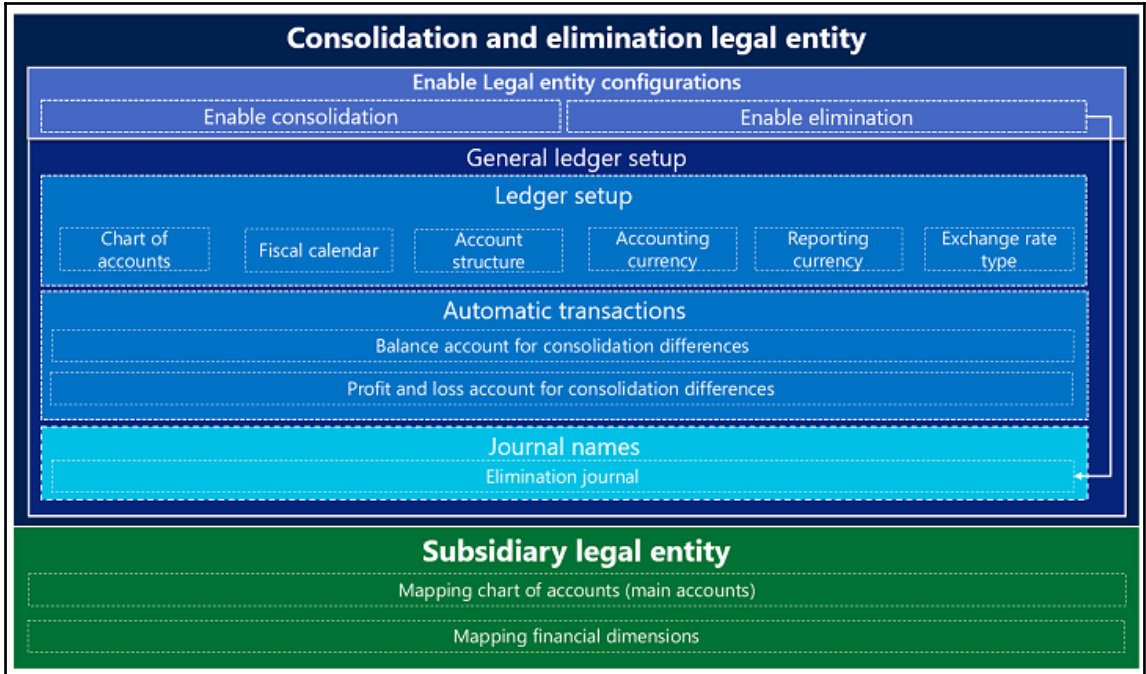 Consolidation and elimination legal entity
Enable Legal entity configurations
Enable consolidation
Enable elimination
General ledger setup
Ledger setup
Chart of
accounts
Fiscal calendar
Account
structure
Accounting
currency
Reporting
currency
Exchange rate
type
Automatic transactions
Balance account for consolidation differences
Profit and loss account for consolidation differences
Journal names
Elimination journal
Subsidiary legal entity
Mapping chart of accounts (main accounts)
Mapping financial dimensions